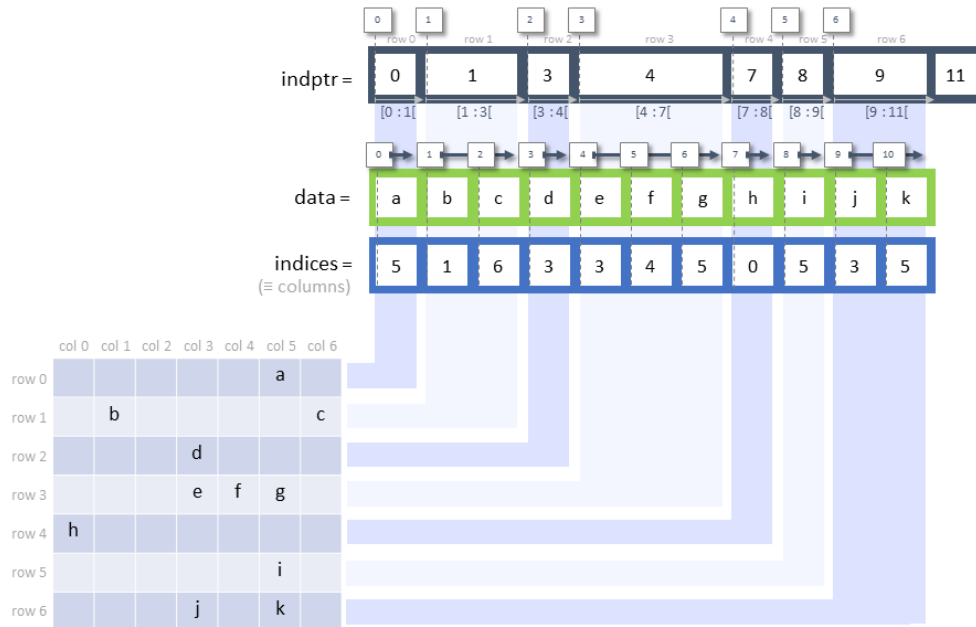 0 1 2 3 4 5 6
row 0 row 1 row 2 row 3 row 4 row 5 row 6
indptr = 0 1 3 4 7 8 9 11
[0 : 1[ [1 : 3[ [3 : 4[ [4 : 7[ [7 : 8[ [8 : 9[ [9 : 11[
0 1 2 3 4 5 6 7 8 9 10
data = a b c d e f g h i j k
indices = 5 1 6 3 3 4 5 0 5 3 5
(≡ columns)
col 0 col 1 col 2 col 3 col 4 col 5 col 6
row 0 a
row 1 b c
row 2 d
row 3 e f g
row 4 h
row 5 i
row 6 j k